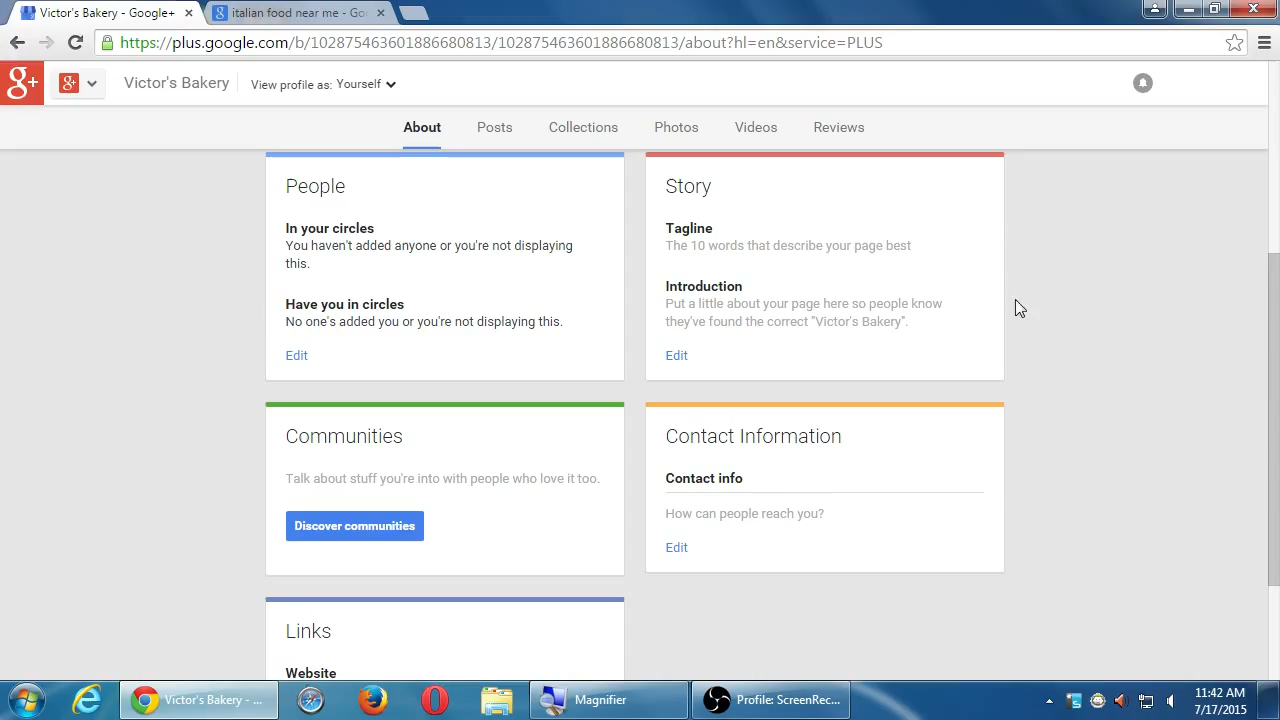 Victor's Bakery - Google+
italian food near me - Go
https://plus.google.com/b/102875463601886680813/102875463601886680813/about?hl=en&service=PLUS
g+
g+
Victor's Bakery
View profile as: Yourself
About
Posts
Collections
Photos
Videos
Reviews
People
In your circles
You haven't added anyone or you're not displaying
this.
Have you in circles
No one's added you or you're not displaying this.
Edit
Story
Tagline
The 10 words that describe your page best
Introduction
Put a little about your page here so people know
they've found the correct "Victor's Bakery".
Edit
Communities
Talk about stuff you're into with people who love it too.
Discover communities
Contact Information
Contact info
How can people reach you?
Edit
Links
Website
Victor's Bakery - ...
Magnifier
Profile: ScreenRec...
11:42 AM
7/17/2015